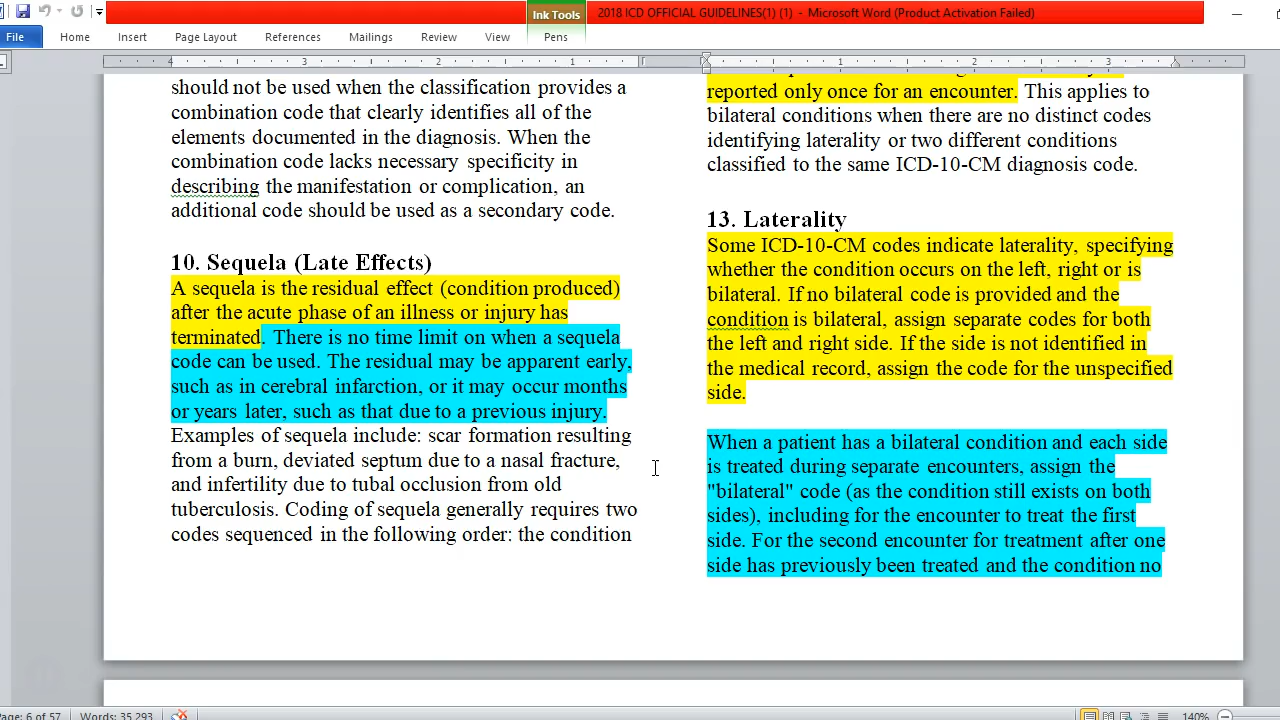 Ink Tools
2018 ICD OFFICIAL GUIDELINES(1) (1) - Microsoft Word (Product Activation Failed)
File Home Insert Page Layout References Mailings Review View Pens
4 3 2 1 1 2 3
should not be used when the classification provides a
combination code that clearly identifies all of the
elements documented in the diagnosis. When the
combination code lacks necessary specificity in
describing the manifestation or complication, an
additional code should be used as a secondary code.
10. Sequela (Late Effects)
A sequela is the residual effect (condition produced)
after the acute phase of an illness or injury has
terminated. There is no time limit on when a sequela
code can be used. The residual may be apparent early,
such as in cerebral infarction, or it may occur months
or years later, such as that due to a previous injury.
Examples of sequela include: scar formation resulting
from a burn, deviated septum due to a nasal fracture,
and infertility due to tubal occlusion from old
tuberculosis. Coding of sequela generally requires two
codes sequenced in the following order: the condition
reported only once for an encounter. This applies to
bilateral conditions when there are no distinct codes
identifying laterality or two different conditions
classified to the same ICD-10-CM diagnosis code.
13. Laterality
Some ICD-10-CM codes indicate laterality, specifying
whether the condition occurs on the left, right or is
bilateral. If no bilateral code is provided and the
condition is bilateral, assign separate codes for both
the left and right side. If the side is not identified in
the medical record, assign the code for the unspecified
side.
When a patient has a bilateral condition and each side
is treated during separate encounters, assign the
"bilateral" code (as the condition still exists on both
sides), including for the encounter to treat the first
side. For the second encounter for treatment after one
side has previously been treated and the condition no
Page: 6 of 57 Words: 35,293 140%